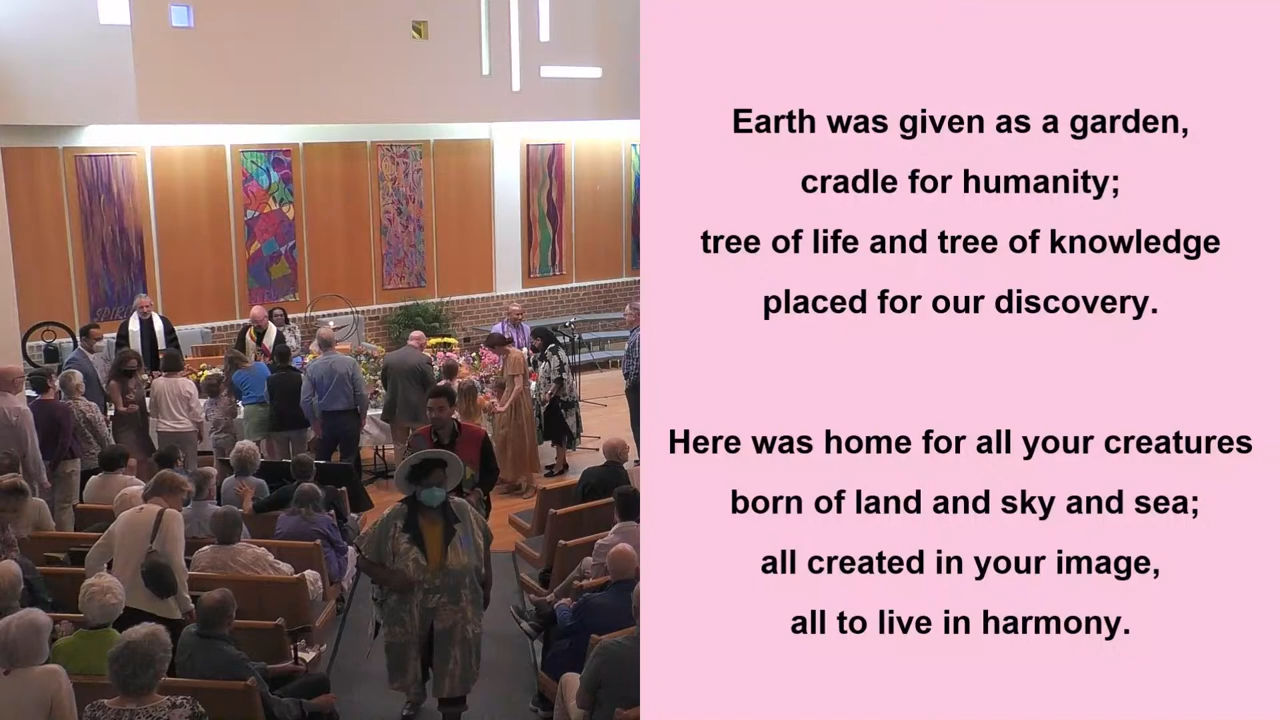 SPIRIT
Earth was given as a garden,
cradle for humanity;
tree of life and tree of knowledge
placed for our discovery.
Here was home for all your creatures
born of land and sky and sea;
all created in your image,
all to live in harmony.